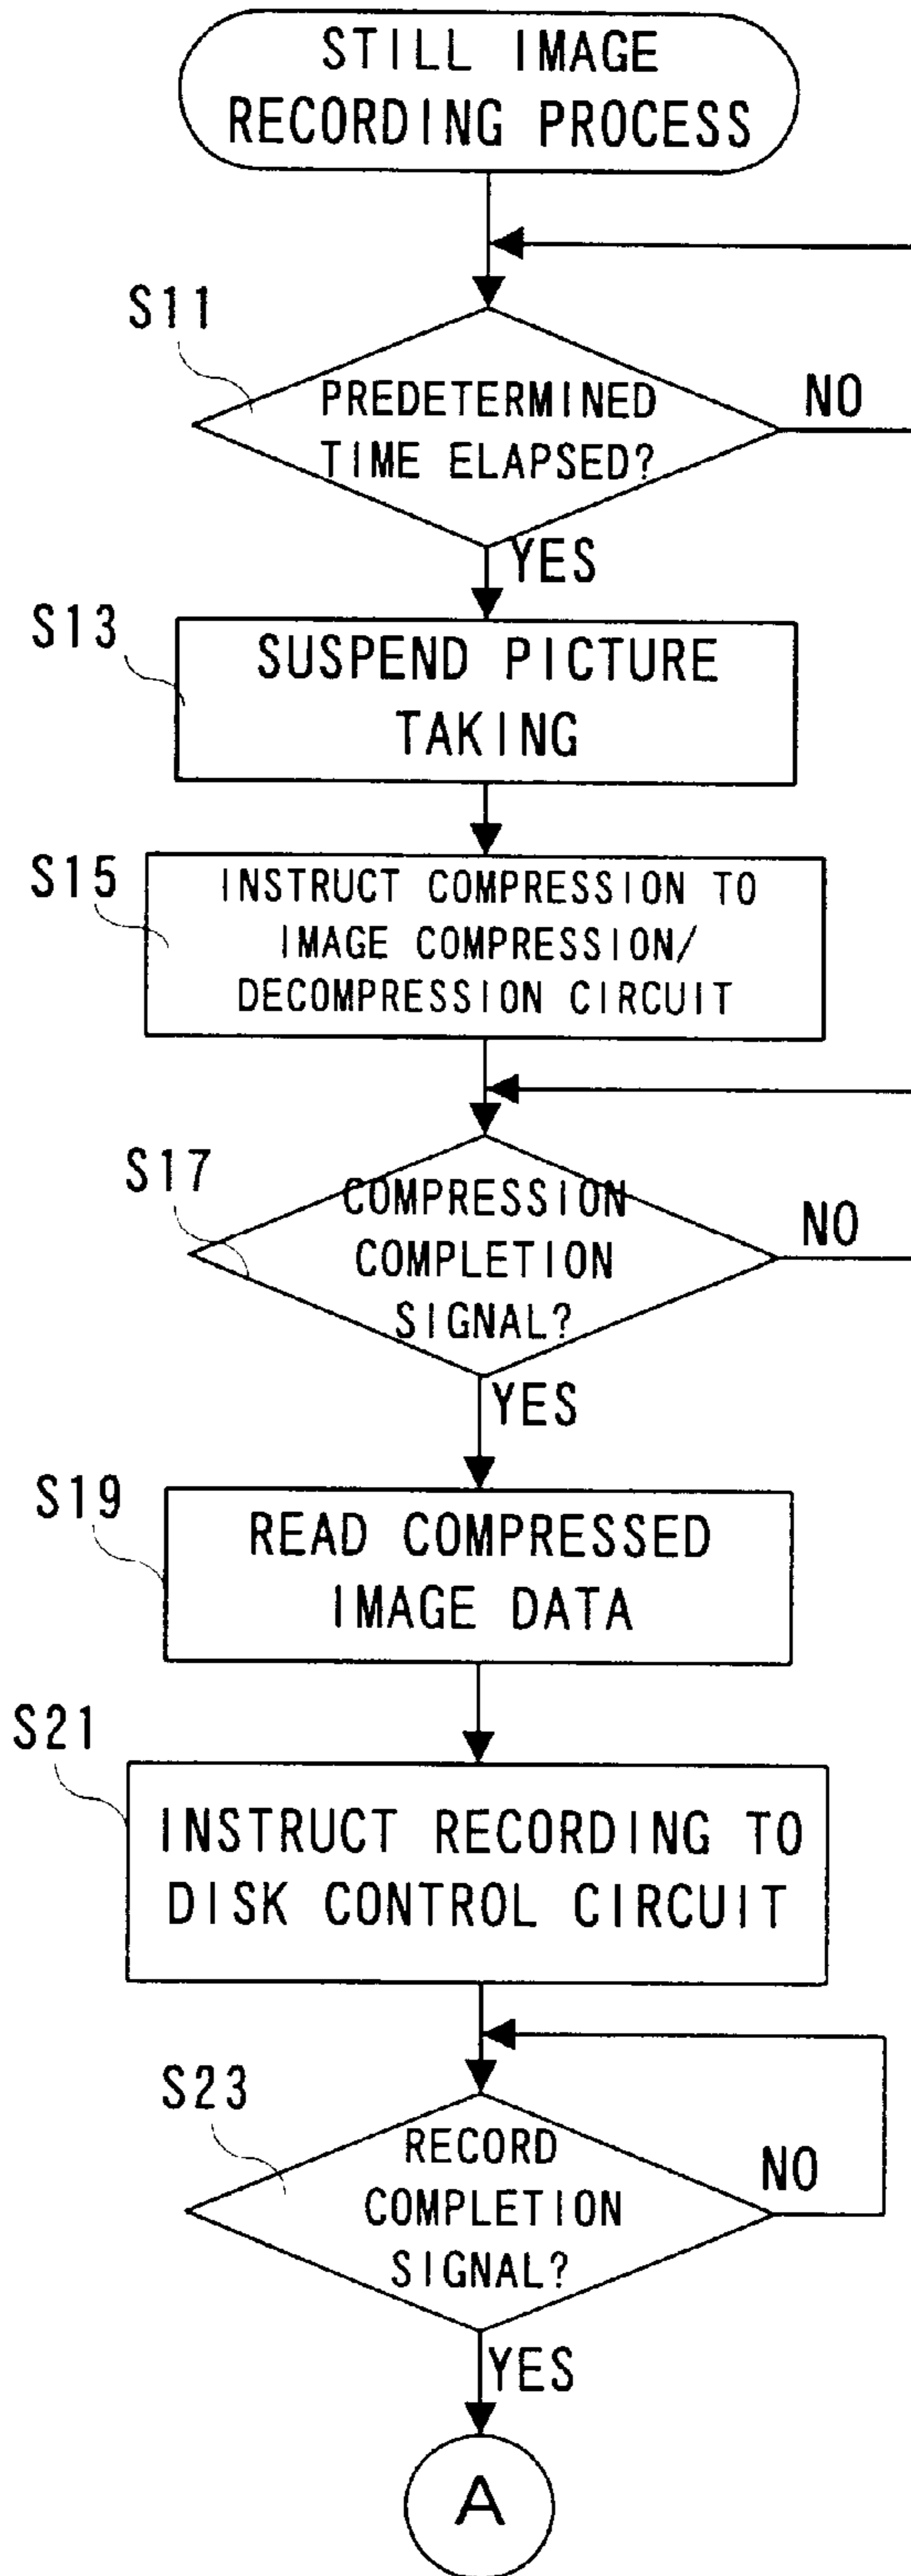 STILL IMAGE
RECORDING PROCESS
S11
PREDETERMINED
TIME ELAPSED?
NO
YES
S13
SUSPEND PICTURE
TAKING
S15
INSTRUCT COMPRESSION TO
IMAGE COMPRESSION/
DECOMPRESSION CIRCUIT
S17
COMPRESSION
COMPLETION
SIGNAL?
NO
YES
S19
READ COMPRESSED
IMAGE DATA
S21
INSTRUCT RECORDING TO
DISK CONTROL CIRCUIT
S23
RECORD
COMPLETION
SIGNAL?
NO
YES
A